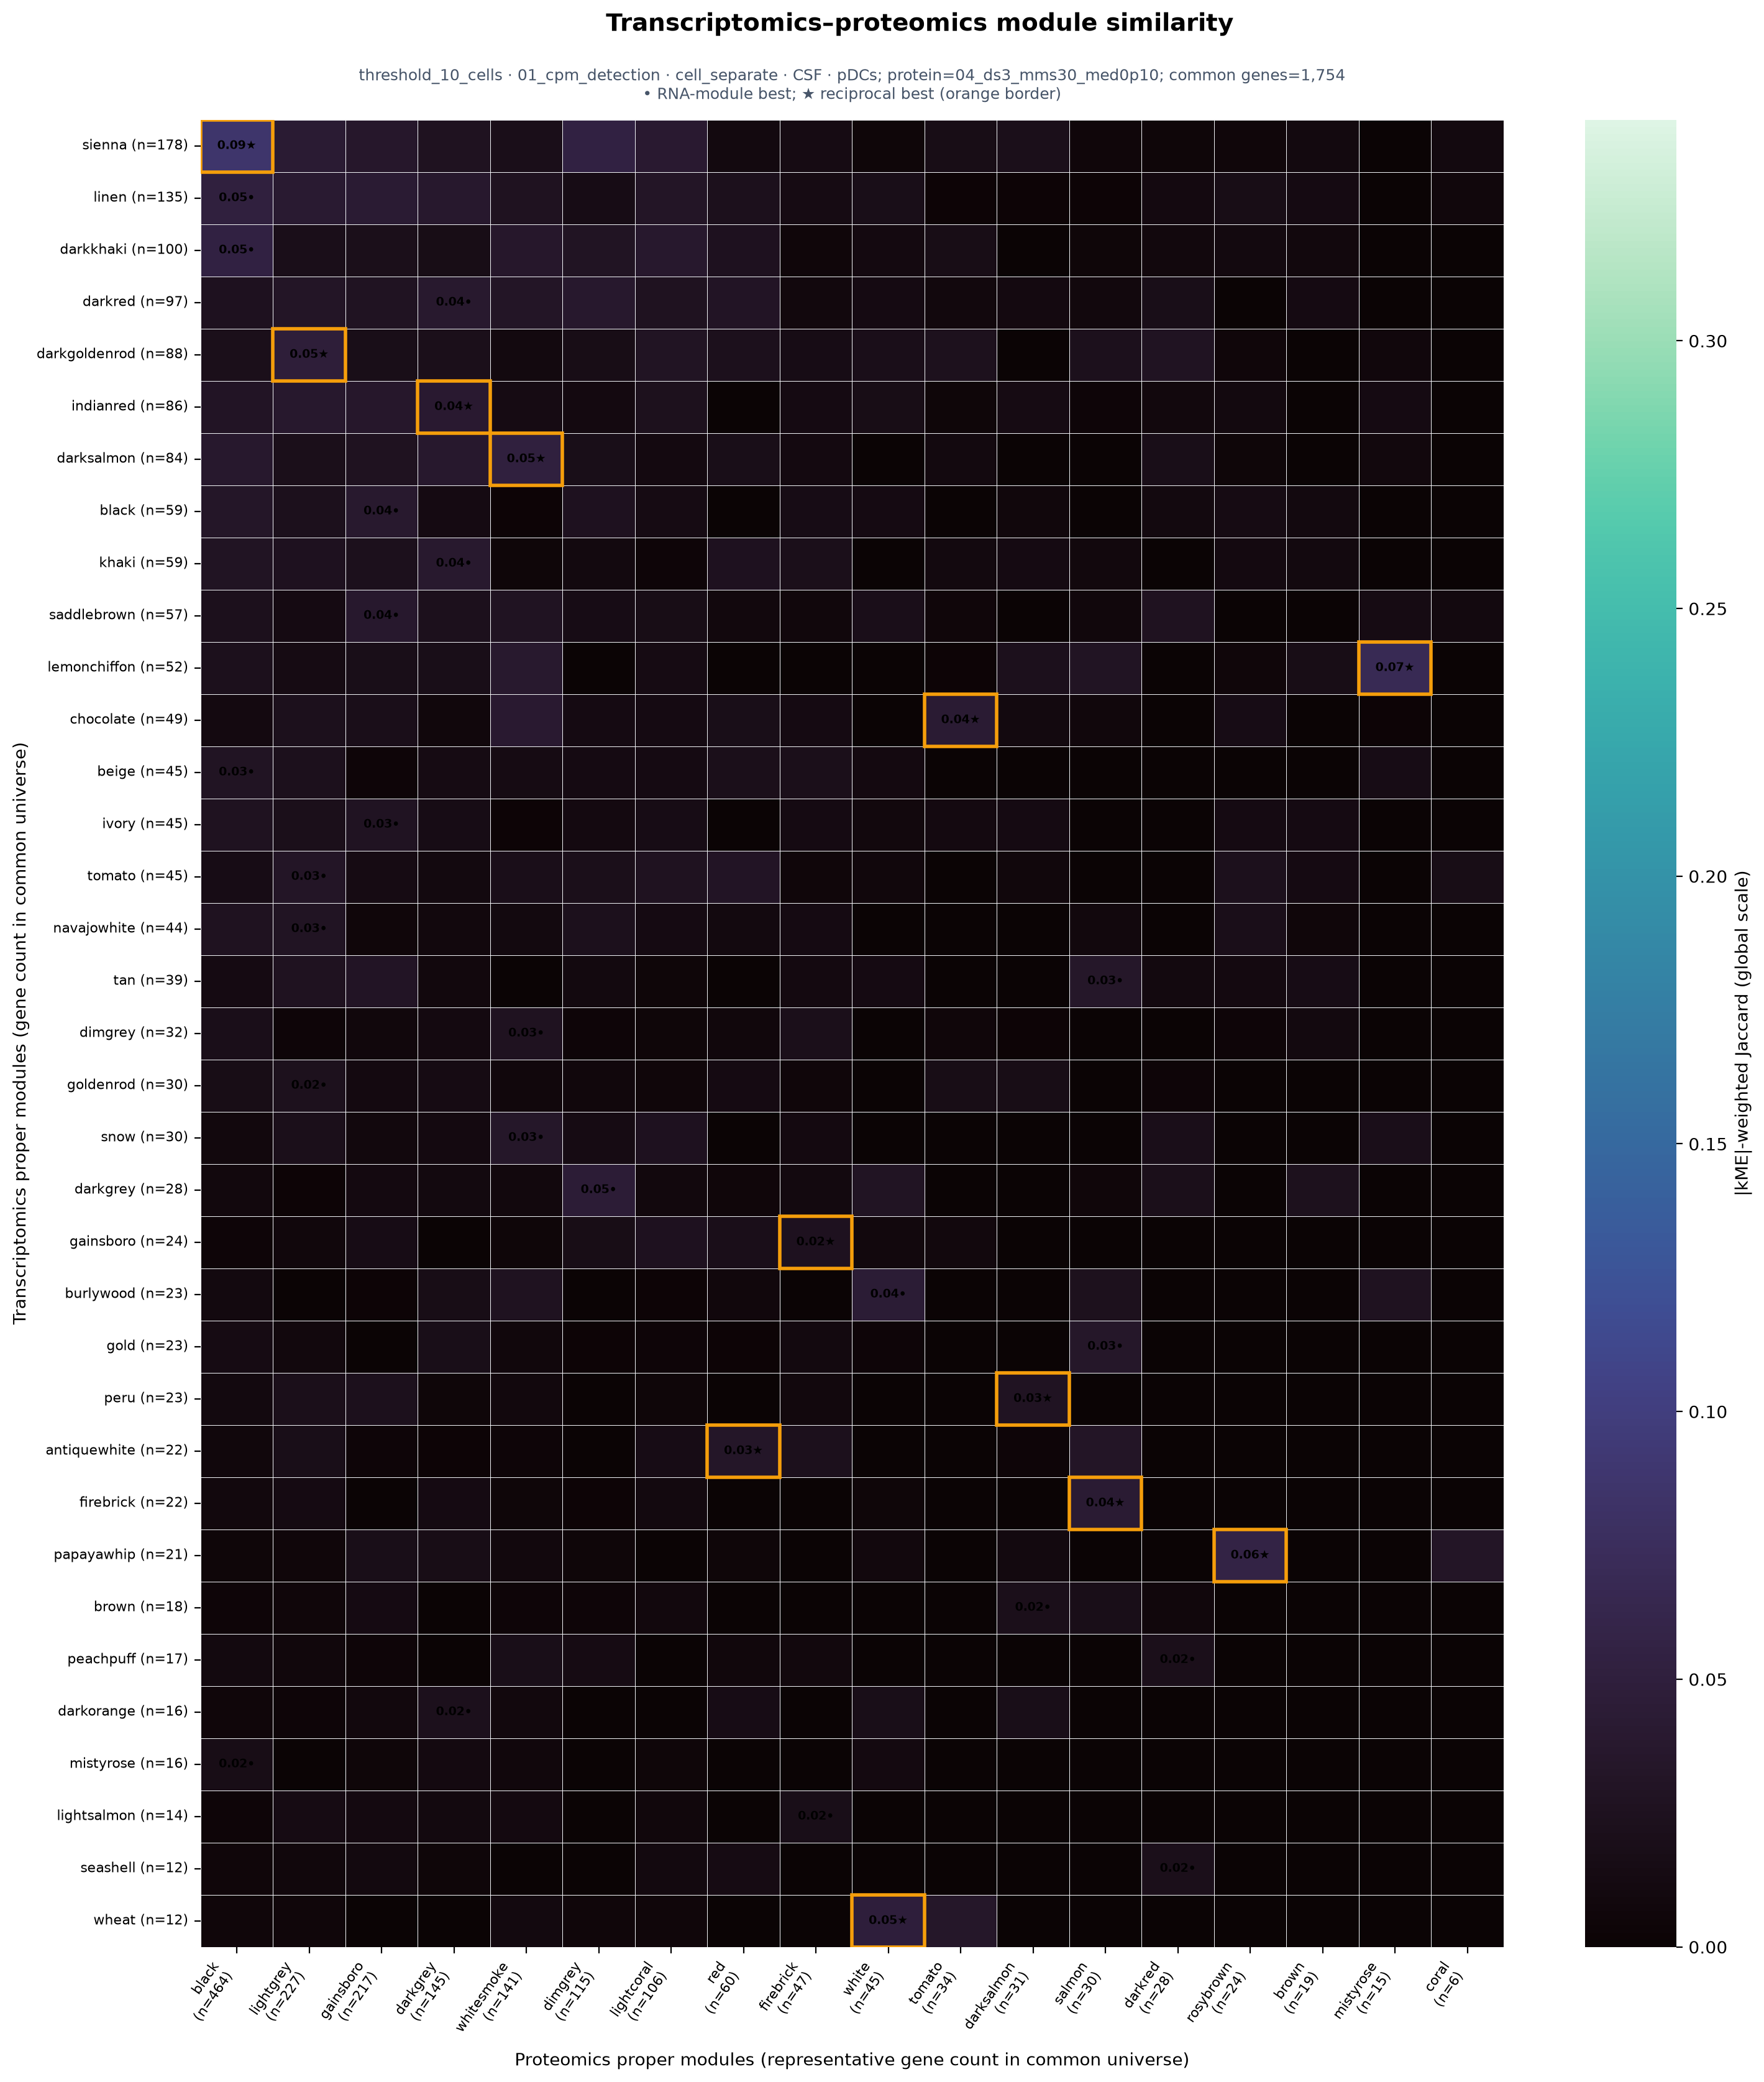 Transcriptomics–proteomics module similarity
threshold_10_cells · 01_cpm_detection · cell_separate · CSF · pDCs; protein=04_ds3_mms30_med0p10; common genes=1,754
• RNA-module best; ★ reciprocal best (orange border)
Transcriptomics proper modules (gene count in common universe)
sienna (n=178) 0.09★
linen (n=135) 0.05•
darkkhaki (n=100) 0.05•
darkred (n=97) 0.04•
darkgoldenrod (n=88) 0.05★
indianred (n=86) 0.04★
darksalmon (n=84) 0.05★
black (n=59) 0.04•
khaki (n=59) 0.04•
saddlebrown (n=57) 0.04•
lemonchiffon (n=52) 0.07★
chocolate (n=49) 0.04★
beige (n=45) 0.03•
ivory (n=45) 0.03•
tomato (n=45) 0.03•
navajowhite (n=44) 0.03•
tan (n=39) 0.03•
dimgrey (n=32) 0.03•
goldenrod (n=30) 0.02•
snow (n=30) 0.03•
darkgrey (n=28) 0.05•
gainsboro (n=24) 0.02★
burlywood (n=23) 0.04•
gold (n=23) 0.03•
peru (n=23) 0.03★
antiquewhite (n=22) 0.03★
firebrick (n=22) 0.04★
papayawhip (n=21) 0.06★
brown (n=18) 0.02•
peachpuff (n=17) 0.02•
darkorange (n=16) 0.02•
mistyrose (n=16) 0.02•
lightsalmon (n=14) 0.02•
seashell (n=12) 0.02•
wheat (n=12) 0.05★
black
(n=464)
lightgrey
(n=227)
gainsboro
(n=217)
darkgrey
(n=145)
whitesmoke
(n=141)
dimgrey
(n=115)
lightcoral
(n=106)
red
(n=60)
firebrick
(n=47)
white
(n=45)
tomato
(n=34)
darksalmon
(n=31)
salmon
(n=30)
darkred
(n=28)
rosybrown
(n=24)
brown
(n=19)
mistyrose
(n=15)
coral
(n=6)
Proteomics proper modules (representative gene count in common universe)
0.30
0.25
0.20
0.15
0.10
0.05
0.00
|kME|-weighted Jaccard (global scale)